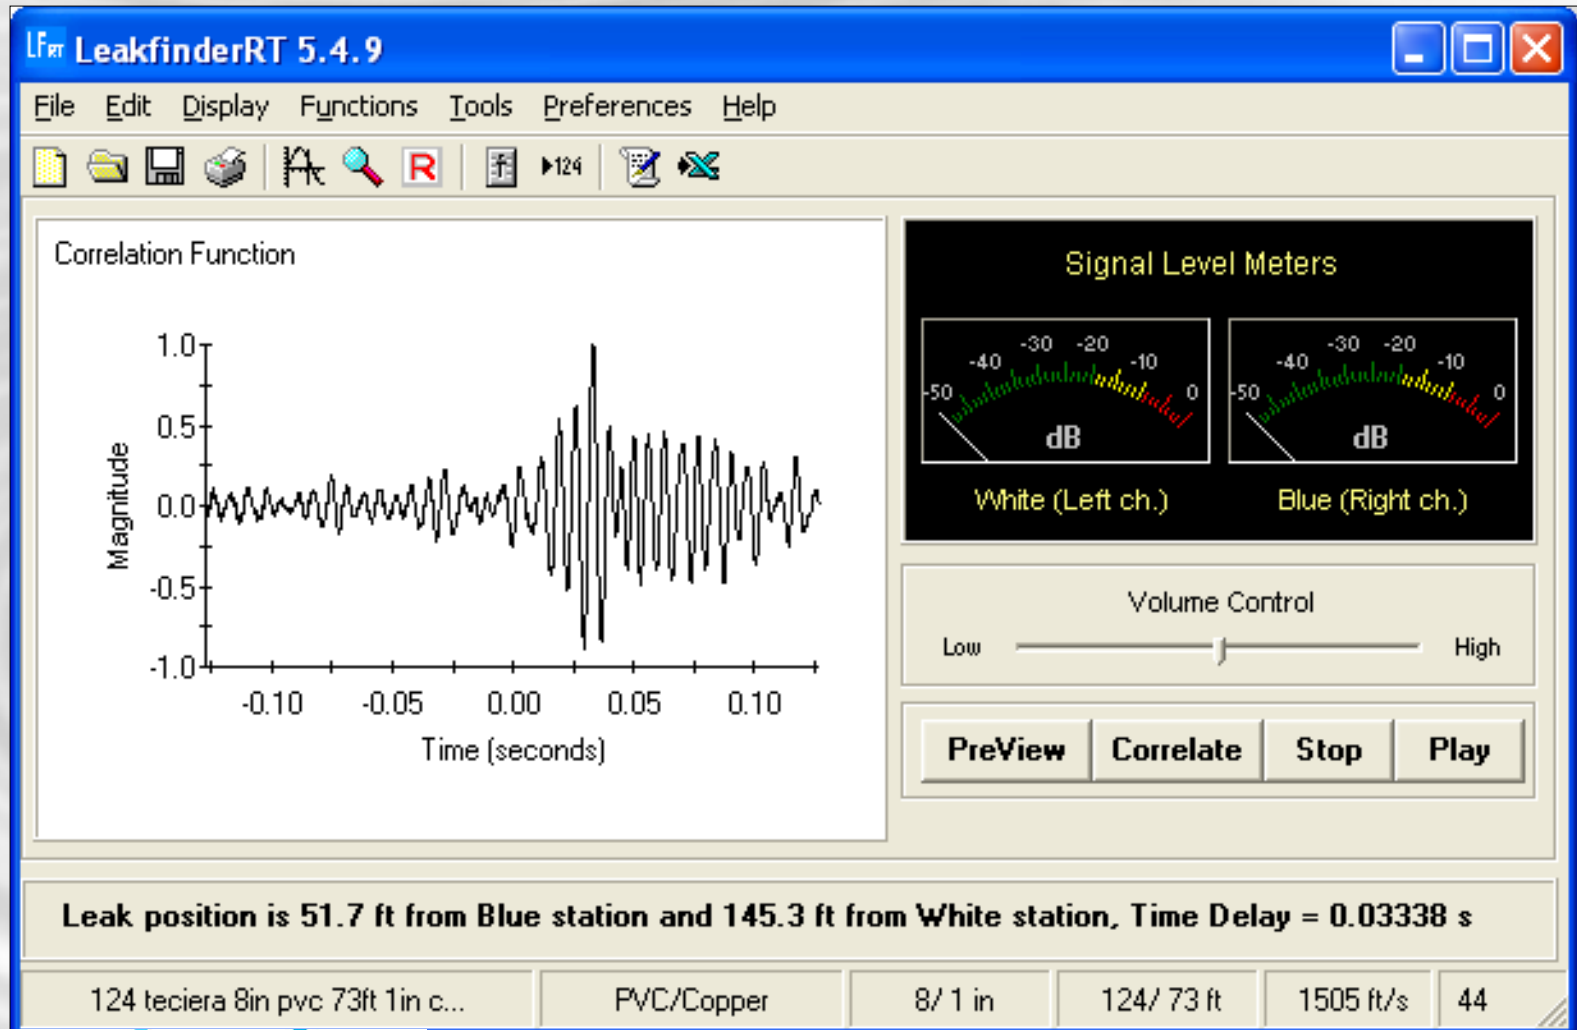 LFRT LeakfinderRT 5.4.9
File Edit Display Functions Tools Preferences Help
R f 124
Correlation Function
1.0
0.5
0.0
-0.5
-1.0
Magnitude
-0.10 -0.05 0.00 0.05 0.10
Time (seconds)
Signal Level Meters
-50 -40 -30 -20 -10 0
dB
White (Left ch.)
-50 -40 -30 -20 -10 0
dB
Blue (Right ch.)
Volume Control
Low High
PreView Correlate Stop Play
Leak position is 51.7 ft from Blue station and 145.3 ft from White station, Time Delay = 0.03338 s
124 teciera 8in pvc 73ft 1in c... PVC/Copper 8/ 1 in 124/ 73 ft 1505 ft/s 44